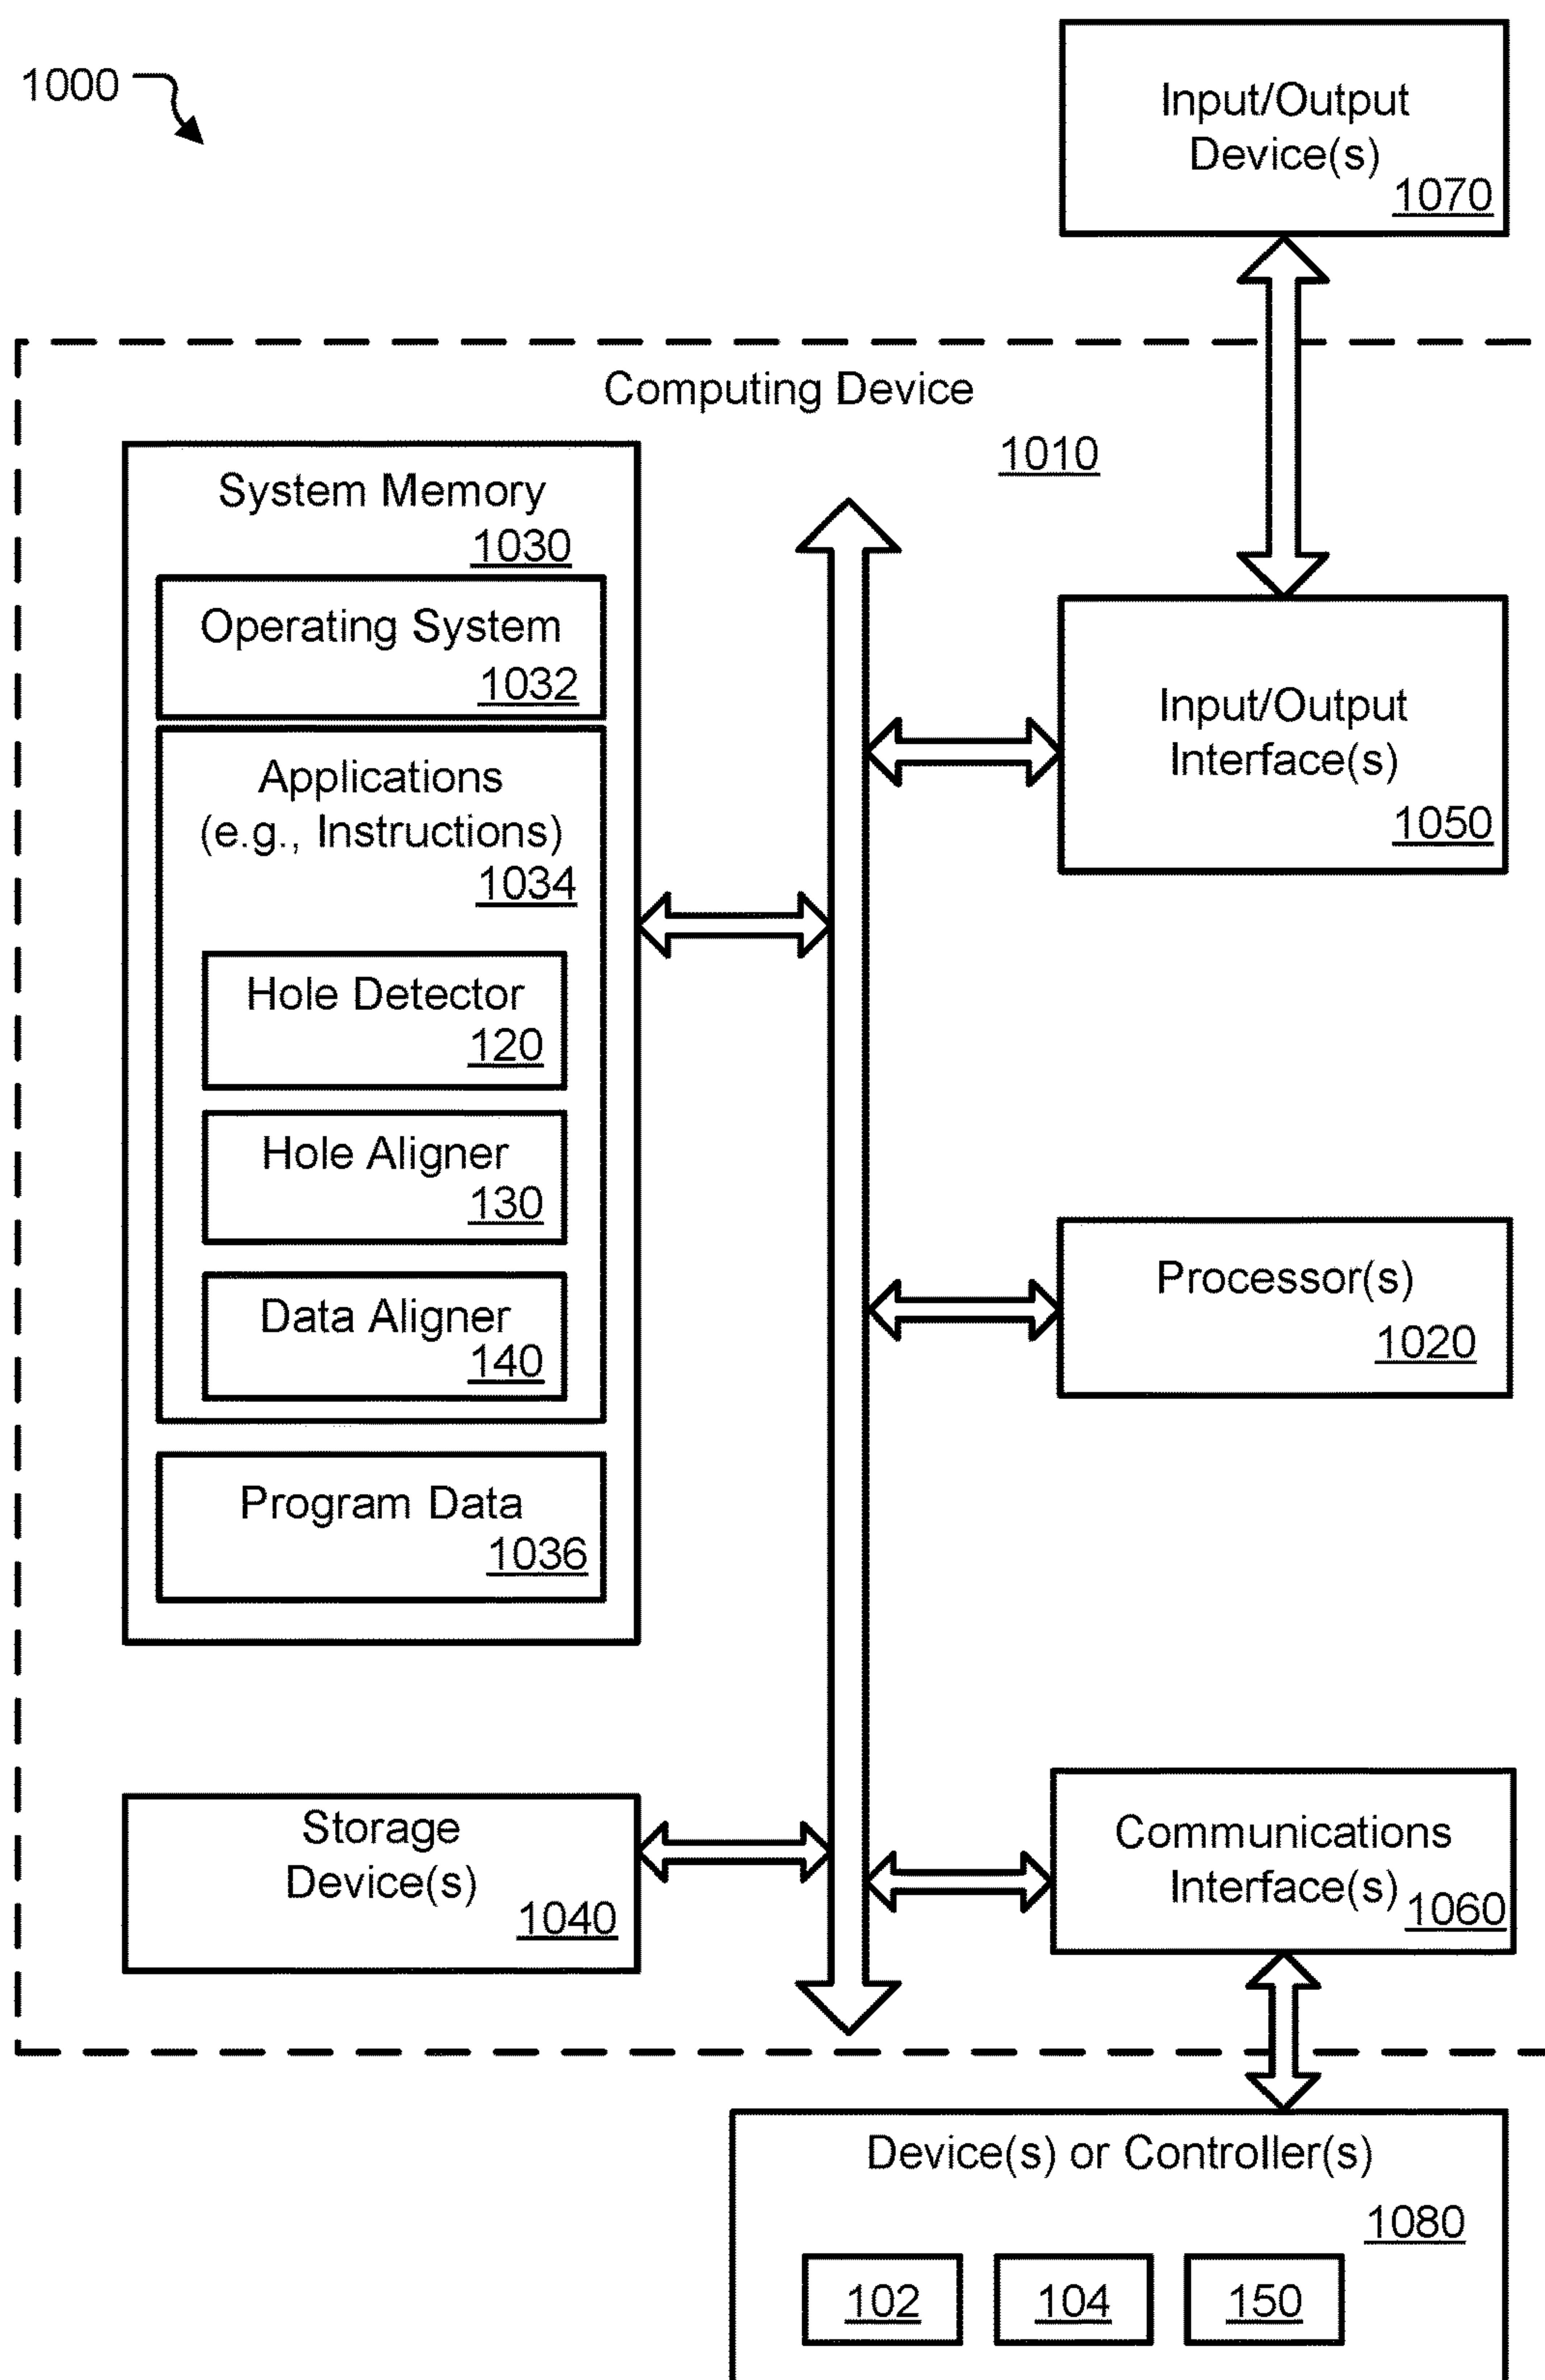 1000
Input/Output
Device(s)
1070
Computing Device
1010
System Memory
1030
Operating System
1032
Applications
(e.g., Instructions)
1034
Hole Detector
120
Hole Aligner
130
Data Aligner
140
Program Data
1036
Input/Output
Interface(s)
1050
Processor(s)
1020
Storage
Device(s)
1040
Communications
Interface(s)
1060
Device(s) or Controller(s)
1080
102
104
150